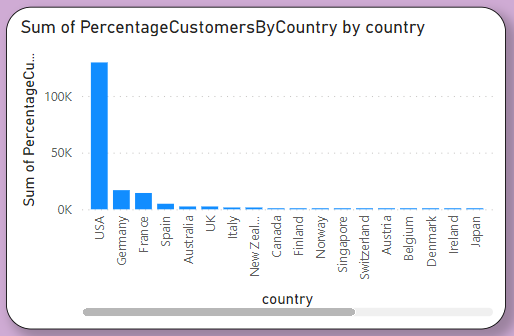 Sum of PercentageCustomersByCountry by country
Sum of PercentageCu...
100K
50K
0K
USA
Germany
France
Spain
Australia
UK
Italy
New Zeal...
Canada
Finland
Norway
Singapore
Switzerland
Austria
Belgium
Denmark
Ireland
Japan
country